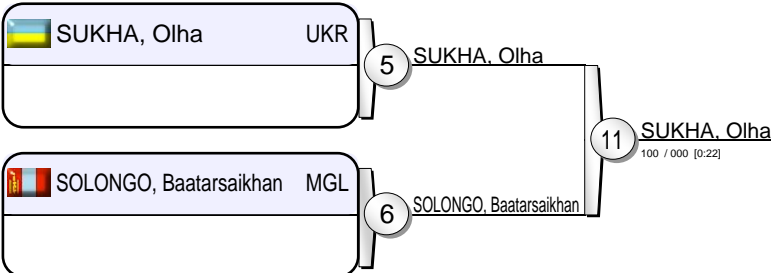 SUKHA, Olha UKR
5
SUKHA, Olha
11
SUKHA, Olha
100 / 000 [0:22]
SOLONGO, Baatarsaikhan MGL
6
SOLONGO, Baatarsaikhan